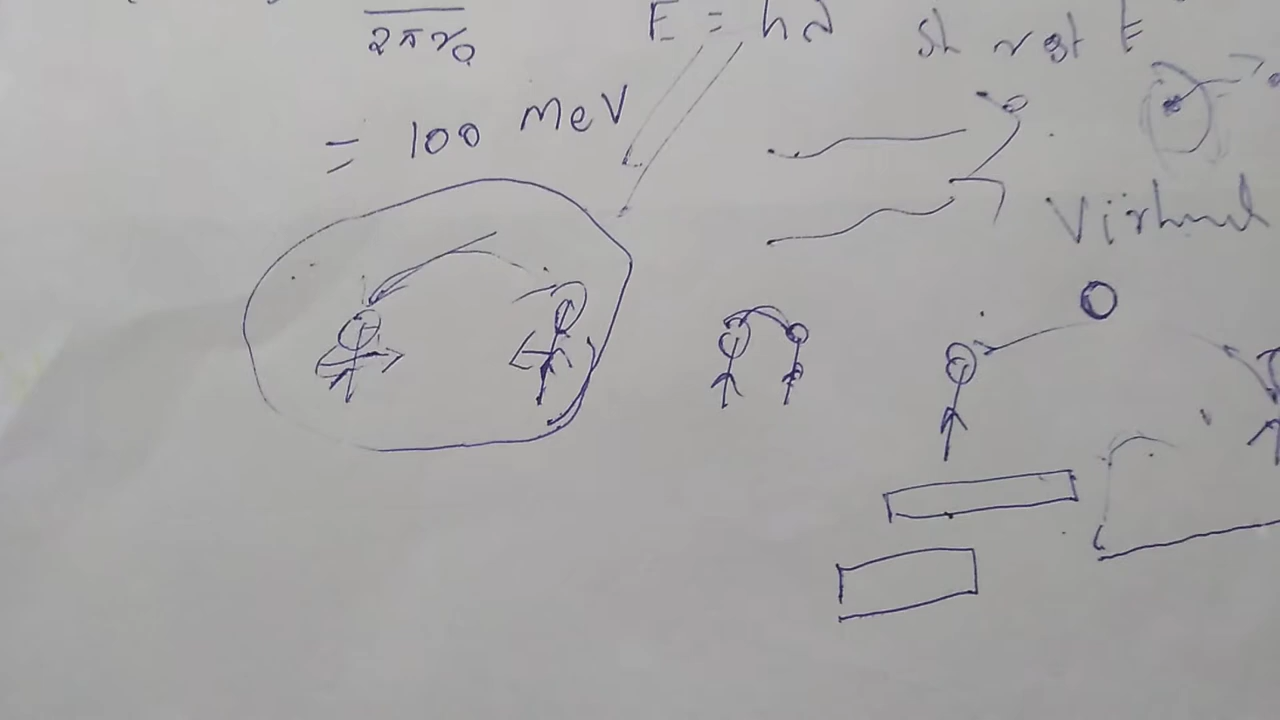 2πr₀
E = hν
= 100 MeV
Virtual